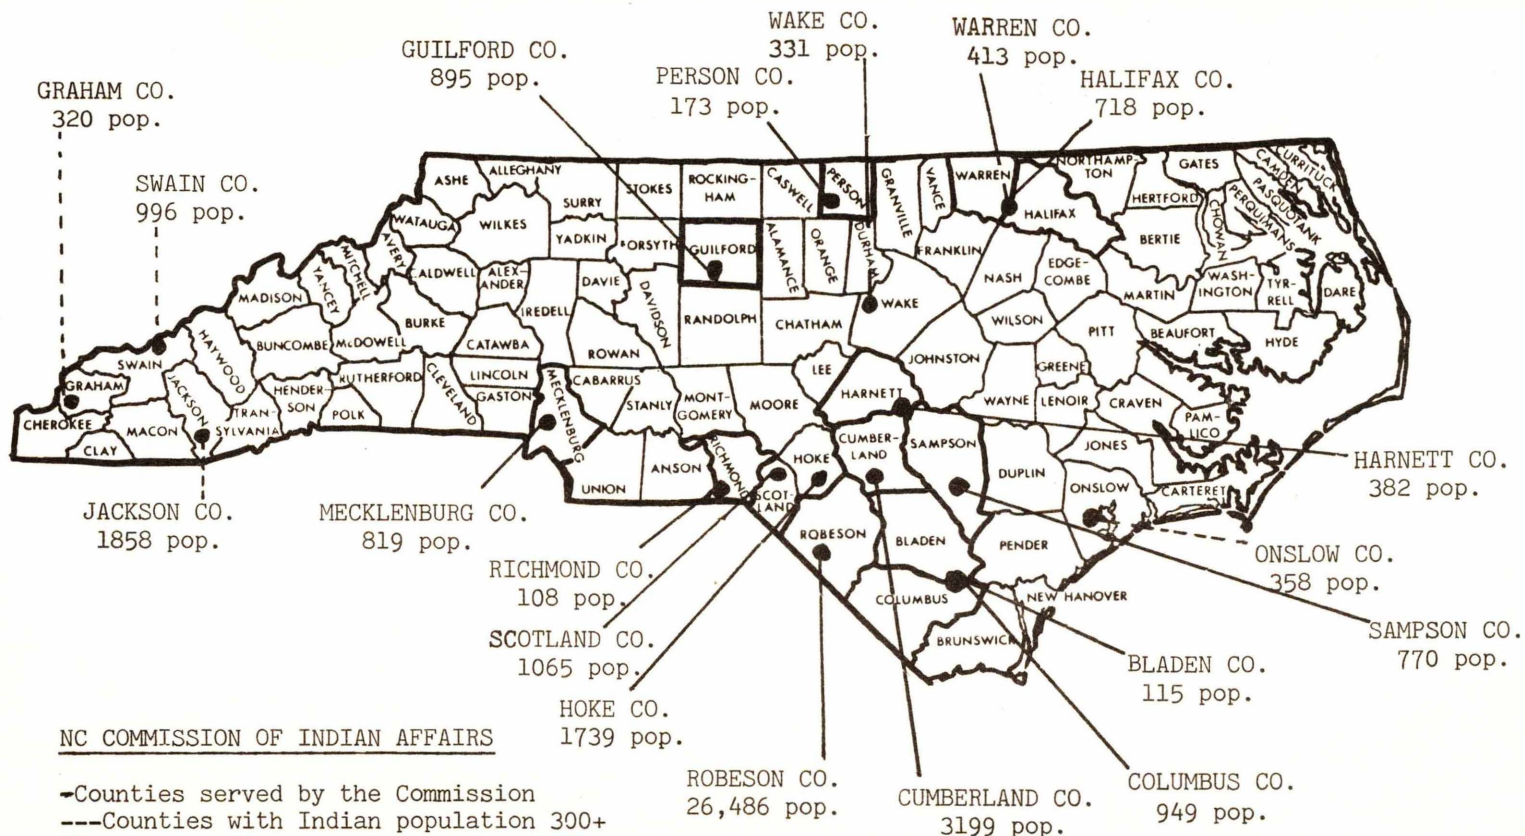 WAKE CO.
331 pop.
WARREN CO.
413 pop.
GUILFORD CO.
895 pop.
PERSON CO.
173 pop.
HALIFAX CO.
718 pop.
GRAHAM CO.
320 pop.
SWAIN CO.
996 pop.
ASHE
ALLEGHANY
SURRY
STOKES
ROCKING-
HAM
CASWELL
PERSON
GRANVILLE
VANCE
WARREN
NORTHAMP-
TON
GATES
CURRITUCK
CAMDEN
PASQUOTANK
PERQUIMANS
CHOWAN
HERTFORD
HALIFAX
BERTIE
WATAUGA
WILKES
YADKIN
FORSYTH
GUILFORD
ALAMANCE
ORANGE
DURHAM
FRANKLIN
NASH
EDGE-
COMBE
MARTIN
WASH-
INGTON
TYR-
RELL
DARE
MADISON
YANCEY
MITCHELL
AVERY
CALDWELL
ALEX-
ANDER
IREDELL
DAVIE
DAVIDSON
RANDOLPH
CHATHAM
WAKE
WILSON
PITT
BEAUFORT
HYDE
SWAIN
HAYWOOD
BUNCOMBE
McDOWELL
BURKE
CATAWBA
ROWAN
LEE
JOHNSTON
GREENE
GRAHAM
JACKSON
HENDER-
SON
RUTHERFORD
CLEVELAND
LINCOLN
GASTON
MECKLENBURG
CABARRUS
STANLY
MONT-
GOMERY
MOORE
HARNETT
WAYNE
LENOIR
CRAVEN
PAM-
LICO
CHEROKEE
CLAY
MACON
TRAN-
SYLVANIA
POLK
UNION
ANSON
RICHMOND
SCOT-
LAND
HOKE
CUMBER-
LAND
SAMPSON
DUPLIN
JONES
ONSLOW
CARTERET
ROBESON
BLADEN
PENDER
COLUMBUS
NEW HANOVER
BRUNSWICK
JACKSON CO.
1858 pop.
MECKLENBURG CO.
819 pop.
HARNETT CO.
382 pop.
RICHMOND CO.
108 pop.
ONSLOW CO.
358 pop.
SCOTLAND CO.
1065 pop.
SAMPSON CO.
770 pop.
BLADEN CO.
115 pop.
HOKE CO.
1739 pop.
ROBESON CO.
26,486 pop.
CUMBERLAND CO.
3199 pop.
COLUMBUS CO.
949 pop.
NC COMMISSION OF INDIAN AFFAIRS
-Counties served by the Commission
---Counties with Indian population 300+